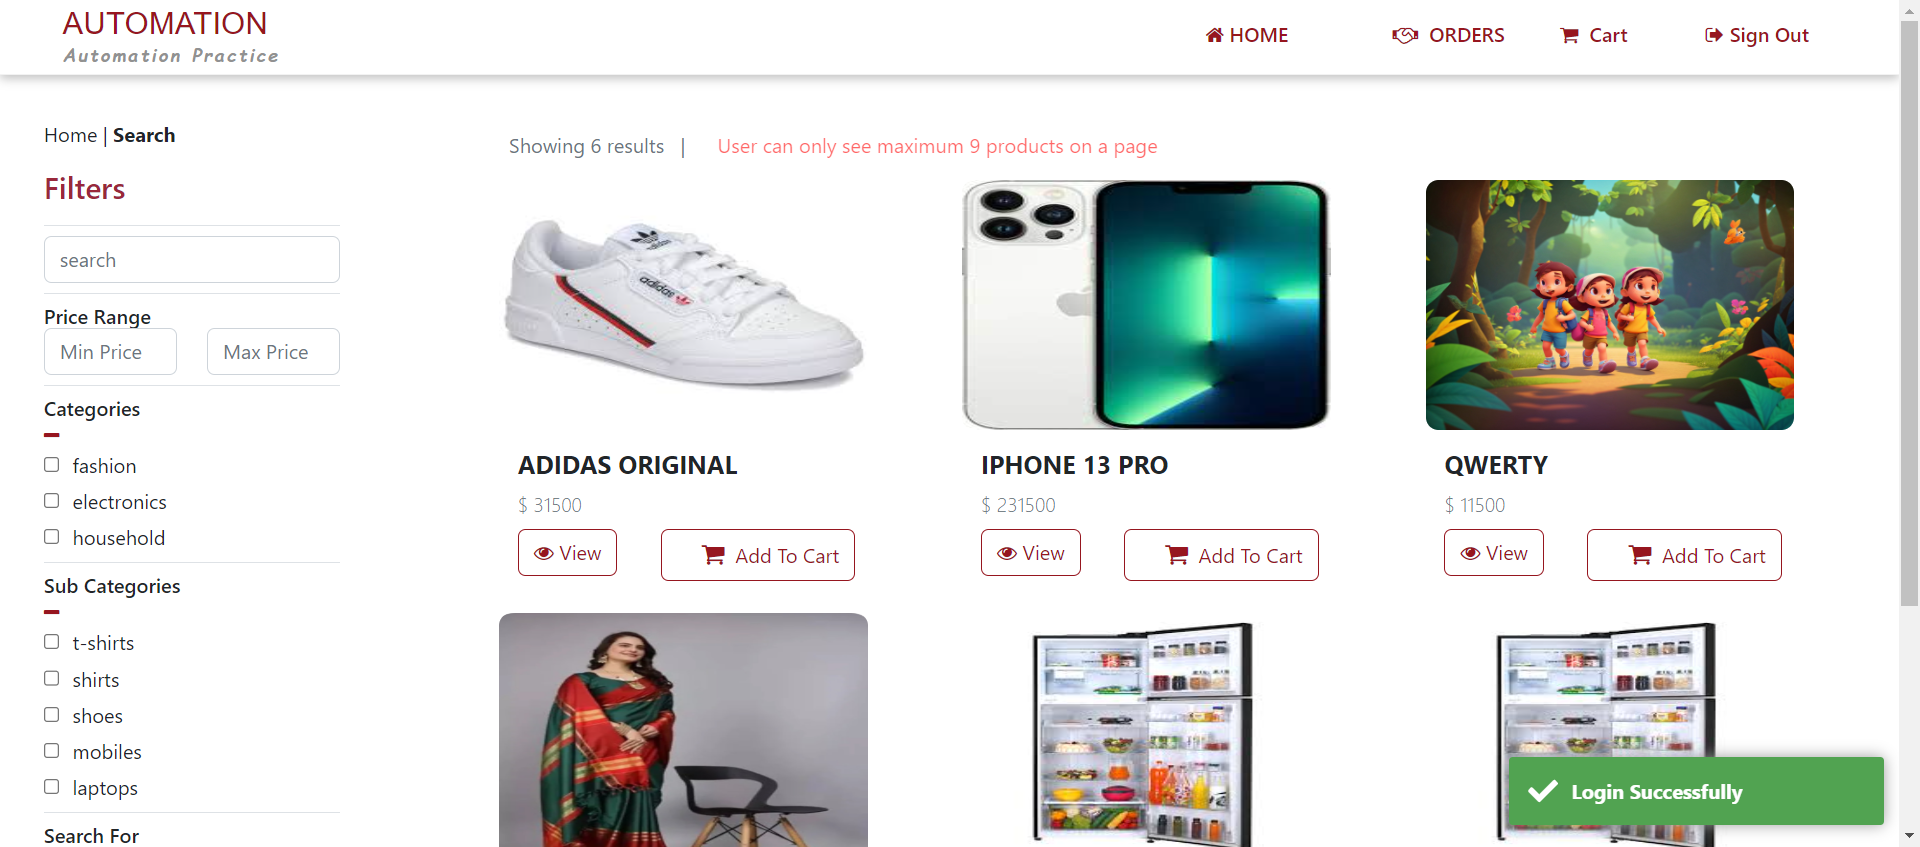 AUTOMATION
Automation Practice
HOME
ORDERS
Cart
Sign Out
Home | Search
Showing 6 results | User can only see maximum 9 products on a page
Filters
search
Price Range
Min Price
Max Price
Categories
fashion
electronics
household
Sub Categories
t-shirts
shirts
shoes
mobiles
laptops
Search For
adidas
adidas
ADIDAS ORIGINAL
$ 31500
View
Add To Cart
IPHONE 13 PRO
$ 231500
View
Add To Cart
QWERTY
$ 11500
View
Add To Cart
Login Successfully